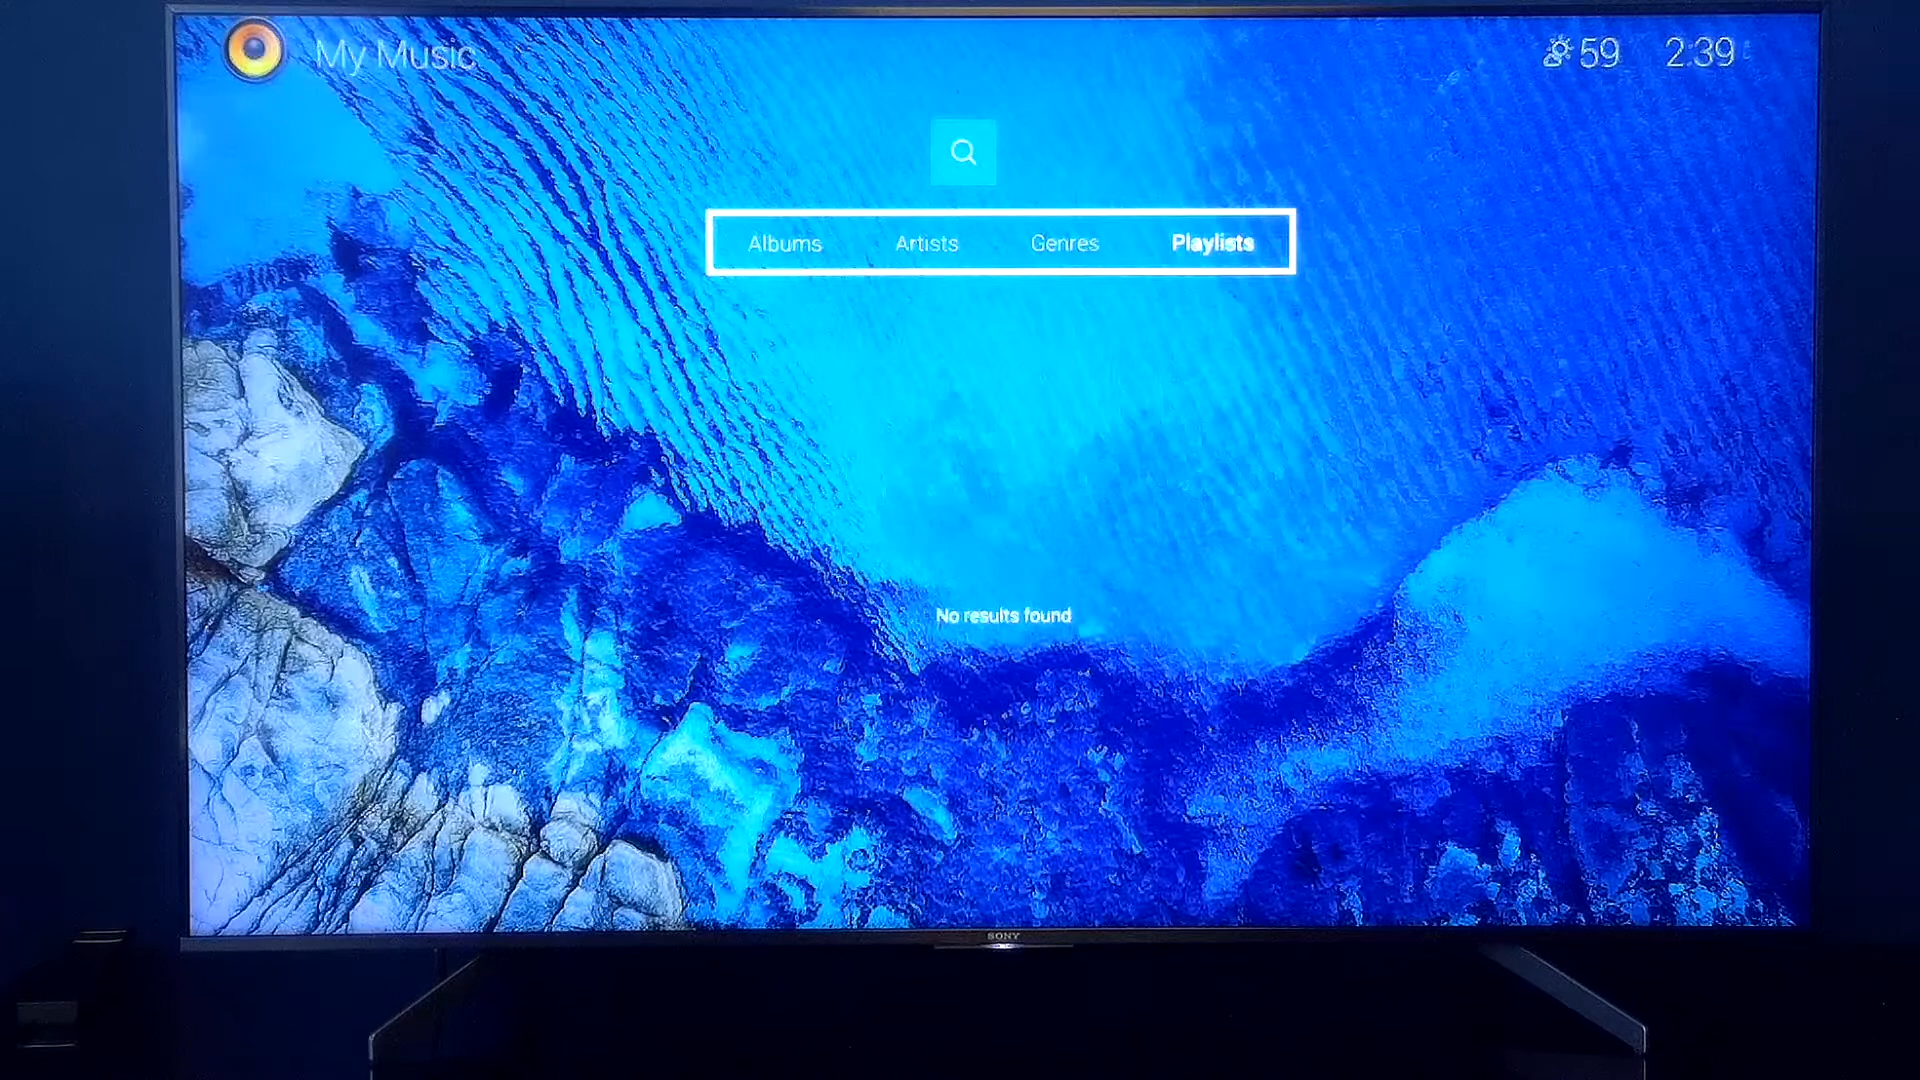 My Music
59 2:39
Albums Artists Genres Playlists
No results found
SONY